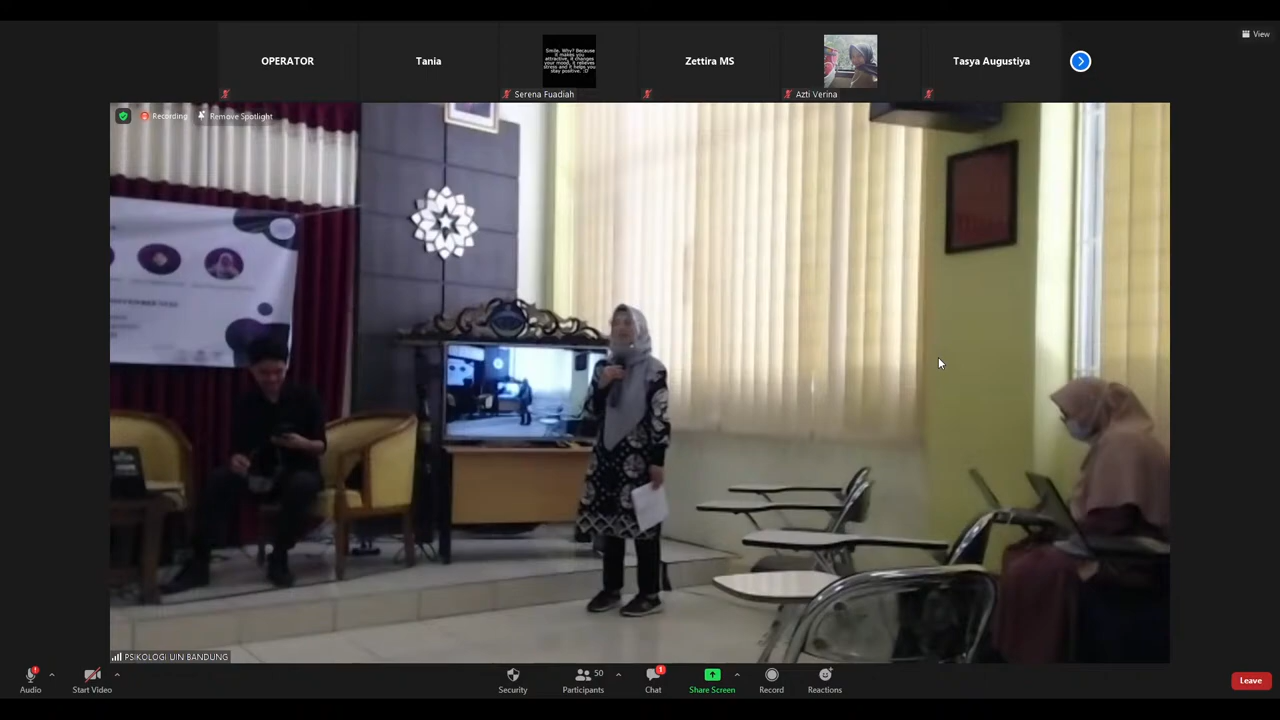 View
OPERATOR
Tania
Smile. Why? Because
it makes you
attractive, it changes
your mood, it relieves
stress and it helps you
stay positive. :D
Zettira MS
Tasya Augustiya
Serena Fuadiah
Azti Verina
Recording
Remove Spotlight
PSIKOLOGI UIN BANDUNG
Audio
Start Video
Security
50
Participants
1
Chat
Share Screen
Record
Reactions
Leave